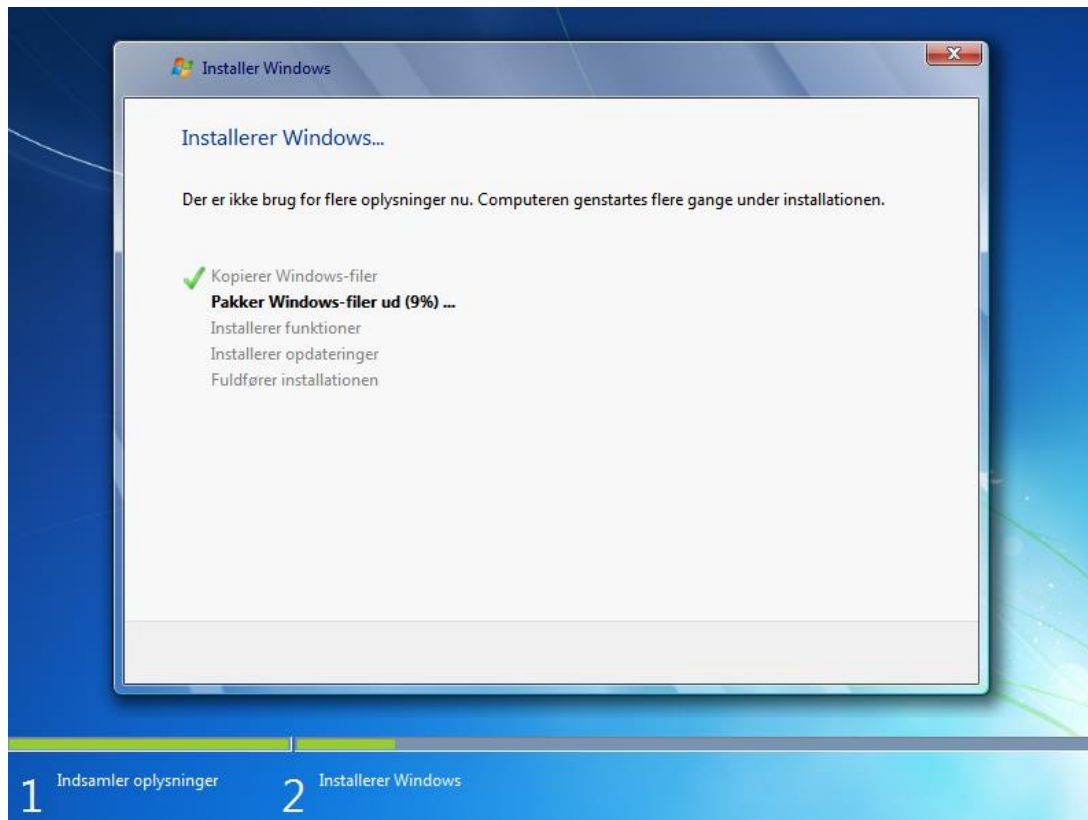 Installer Windows
Installerer Windows...
Der er ikke brug for flere oplysninger nu. Computeren genstartes flere gange under installationen.
Kopierer Windows-filer
Pakker Windows-filer ud (9%) ...
Installerer funktioner
Installerer opdateringer
Fuldfører installationen
1 Indsamler oplysninger 2 Installerer Windows